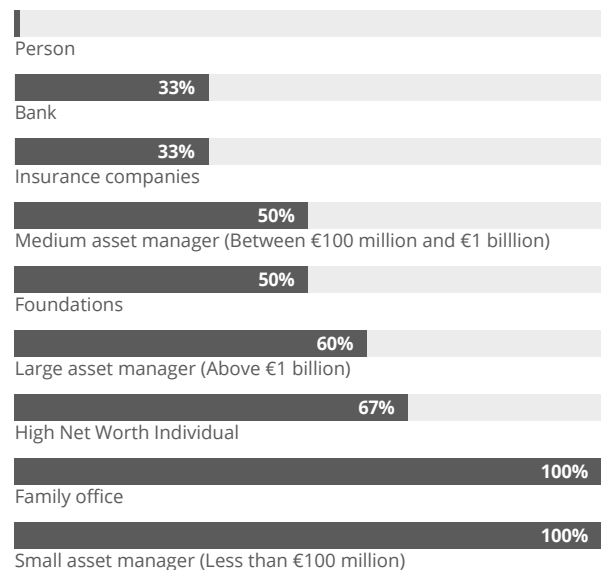 Person
33%
Bank
33%
Insurance companies
50%
Medium asset manager (Between €100 million and €1 billlion)
50%
Foundations
60%
Large asset manager (Above €1 billion)
67%
High Net Worth Individual
100%
Family office
100%
Small asset manager (Less than €100 million)